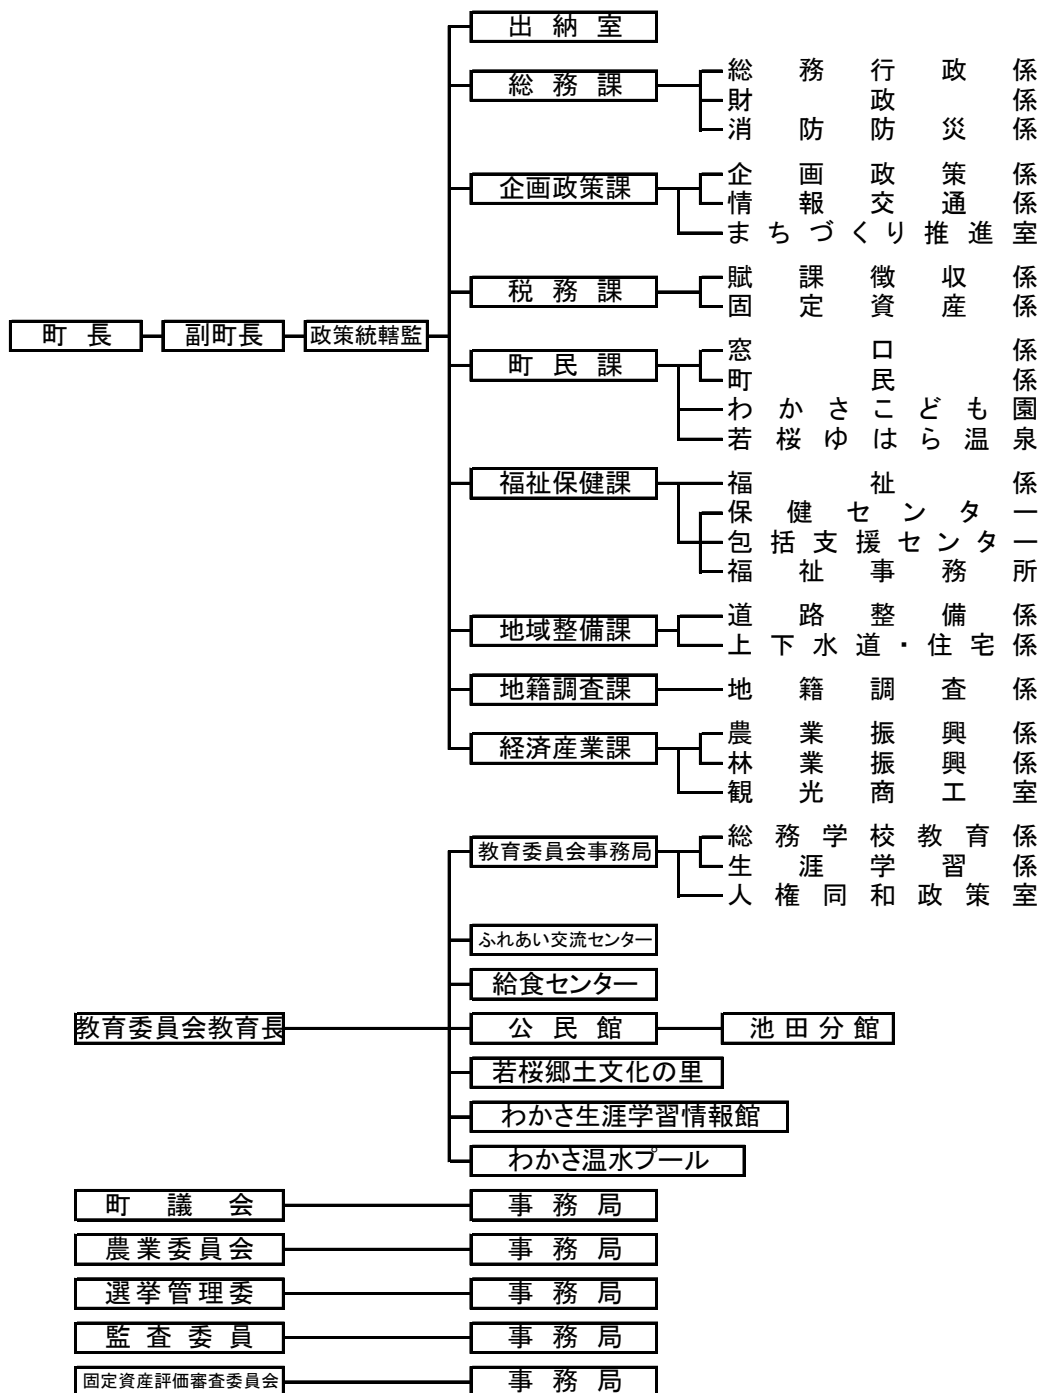 出納室
総務課
総務行政係
財政係
消防防災係
企画政策課
企画政策係
情報交通係
まちづくり推進室
税務課
賦課徴収係
固定資産係
町長
副町長
政策統轄監
町民課
窓口係
町民係
わかさこども園
若桜ゆはら温泉
福祉保健課
福祉係
保健センター
包括支援センター
福祉事務所
地域整備課
道路整備係
上下水道・住宅係
地籍調査課
地籍調査係
経済産業課
農業振興係
林業振興係
観光商工室
教育委員会事務局
総務学校教育係
生涯学習係
人権同和政策室
ふれあい交流センター
給食センター
教育委員会教育長
公民館
池田分館
若桜郷土文化の里
わかさ生涯学習情報館
わかさ温水プール
町議会
事務局
農業委員会
事務局
選挙管理委
事務局
監査委員
事務局
固定資産評価審査委員会
事務局